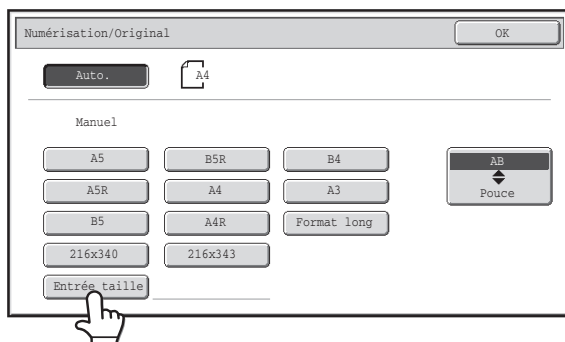 Numérisation/Original OK
Auto. A4
Manuel
A5 B5R B4 AB
A5R A4 A3 Pouce
B5 A4R Format long
216x340 216x343
Entrée taille